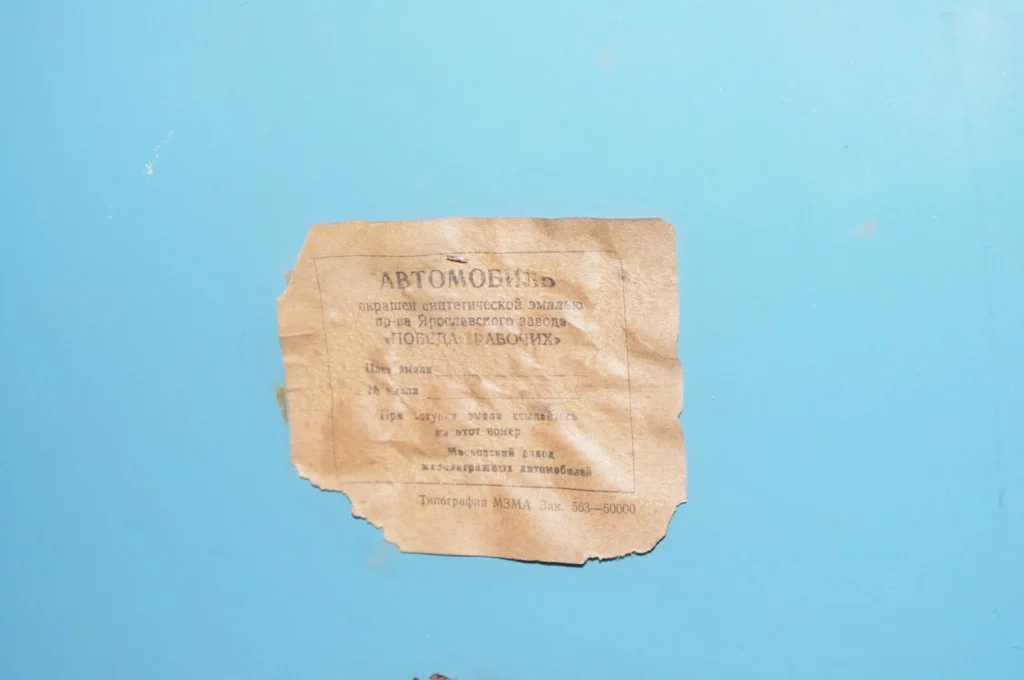 АВТОМОБИЛЬ
окрашен синтетической эмалью
пр-ва Ярославского завода
«ПОБЕДА РАБОЧИХ»
Цвет эмали
№ эмали
При покупке эмали ссылайтесь
на этот номер
Московский завод
малолитражных автомобилей
Типография МЗМА Зак. 563—50000